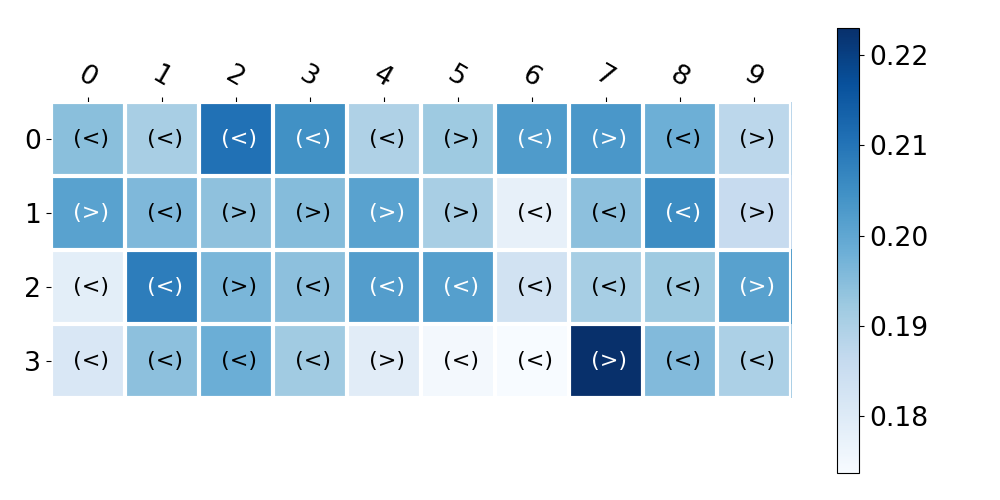 0 1 2 3 4 5 6 7 8 9
0 (<) (<) (<) (<) (<) (>) (<) (>) (<) (>)
1 (>) (<) (>) (>) (>) (>) (<) (<) (<) (>)
2 (<) (<) (>) (<) (<) (<) (<) (<) (<) (>)
3 (<) (<) (<) (<) (>) (<) (<) (>) (<) (<)
0.22
0.21
0.20
0.19
0.18